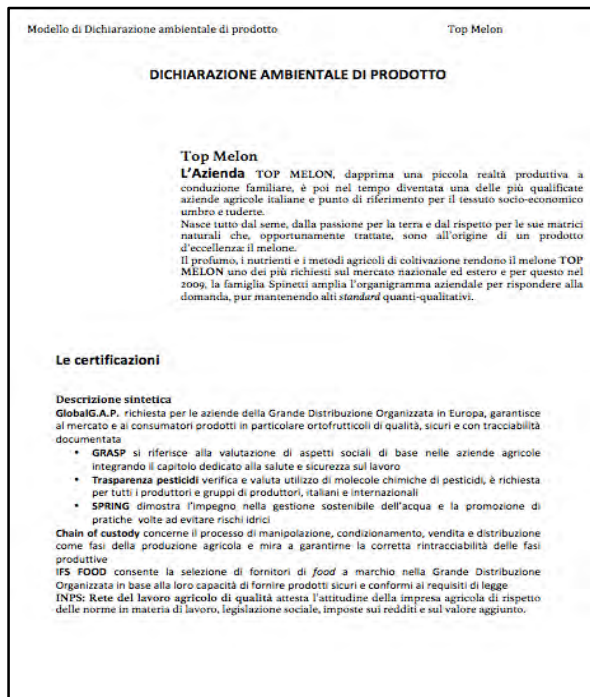 Modello di Dichiarazione ambientale di prodotto Top Melon
DICHIARAZIONE AMBIENTALE DI PRODOTTO
Top Melon
L'Azienda TOP MELON, dapprima una piccola realtà produttiva a
conduzione familiare, è poi nel tempo diventata una delle più qualificate
aziende agricole italiane e punto di riferimento per il tessuto socio-economico
umbro e tuderte.
Nasce tutto dal seme, dalla passione per la terra e dal rispetto per le sue matrici
naturali che, opportunamente trattate, sono all'origine di un prodotto
d'eccellenza: il melone.
Il profumo, i nutrienti e i metodi agricoli di coltivazione rendono il melone TOP
MELON uno dei più richiesti sul mercato nazionale ed estero e per questo nel
2009, la famiglia Spinetti amplia l'organigramma aziendale per rispondere alla
domanda, pur mantenendo alti standard quanti-qualitativi.
Le certificazioni
Descrizione sintetica
GlobalG.A.P. richiesta per le aziende della Grande Distribuzione Organizzata in Europa, garantisce
al mercato e ai consumatori prodotti in particolare ortofrutticoli di qualità, sicuri e con tracciabilità
documentata
• GRASP si riferisce alla valutazione di aspetti sociali di base nelle aziende agricole
integrando il capitolo dedicato alla salute e sicurezza sul lavoro
• Trasparenza pesticidi verifica e valuta utilizzo di molecole chimiche di pesticidi, è richiesta
per tutti i produttori e gruppi di produttori, italiani e internazionali
• SPRING dimostra l'impegno nella gestione sostenibile dell'acqua e la promozione di
pratiche volte ad evitare rischi idrici
Chain of custody concerne il processo di manipolazione, condizionamento, vendita e distribuzione
come fasi della produzione agricola e mira a garantirne la corretta rintracciabilità delle fasi
produttive
IFS FOOD consente la selezione di fornitori di food a marchio nella Grande Distribuzione
Organizzata in base alla loro capacità di fornire prodotti sicuri e conformi ai requisiti di legge
INPS: Rete del lavoro agricolo di qualità attesta l'attitudine della impresa agricola di rispetto
delle norme in materia di lavoro, legislazione sociale, imposte sui redditi e sul valore aggiunto.